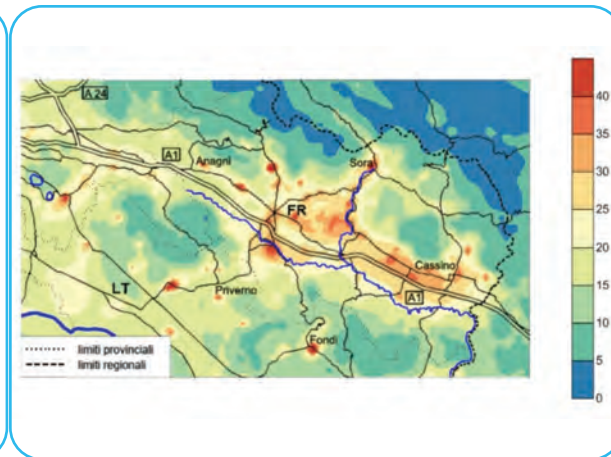 A 24
A1
Anagni
Sora
FR
Cassino
LT
Priverno
A1
Fondi
limiti provinciali
limiti regionali
40
35
30
25
20
15
10
5
0